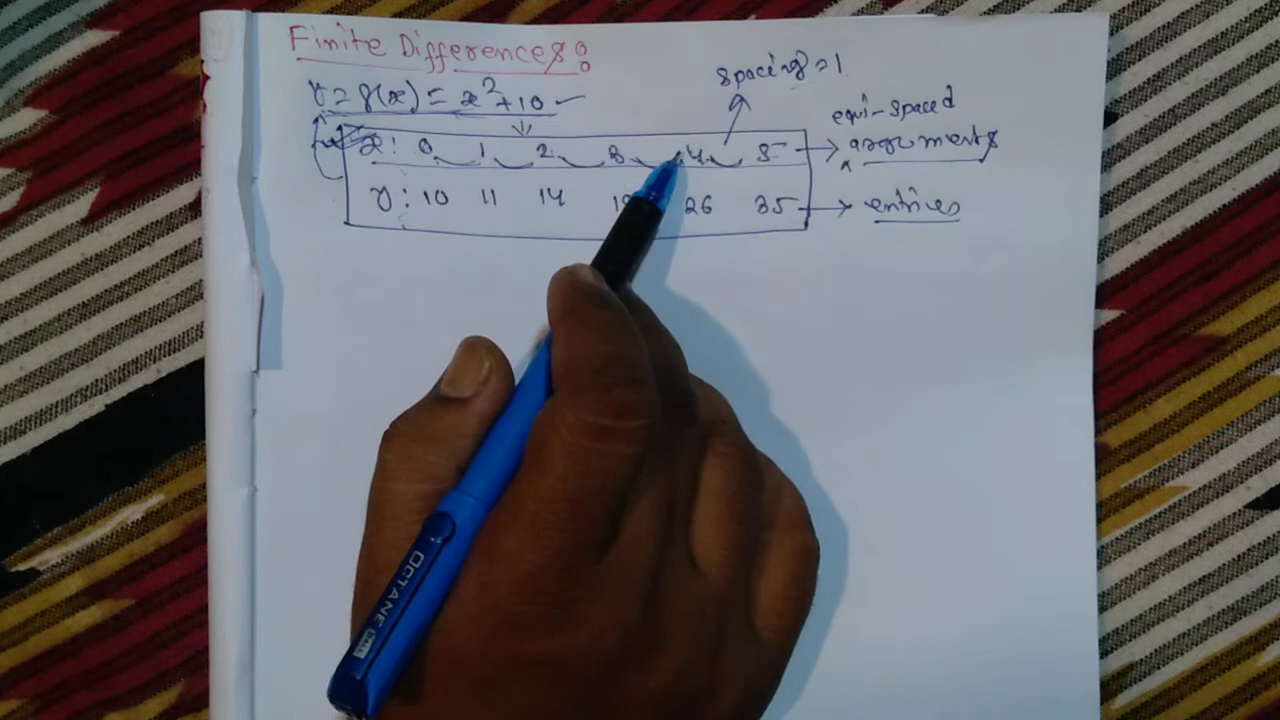 Finite Differences:
y = f(x) = x²+10
spacing = 1
equi-spaced
x: 0 1 2 3 4 5 → arguments
y: 10 11 14 26 35 → entries
OCTANE